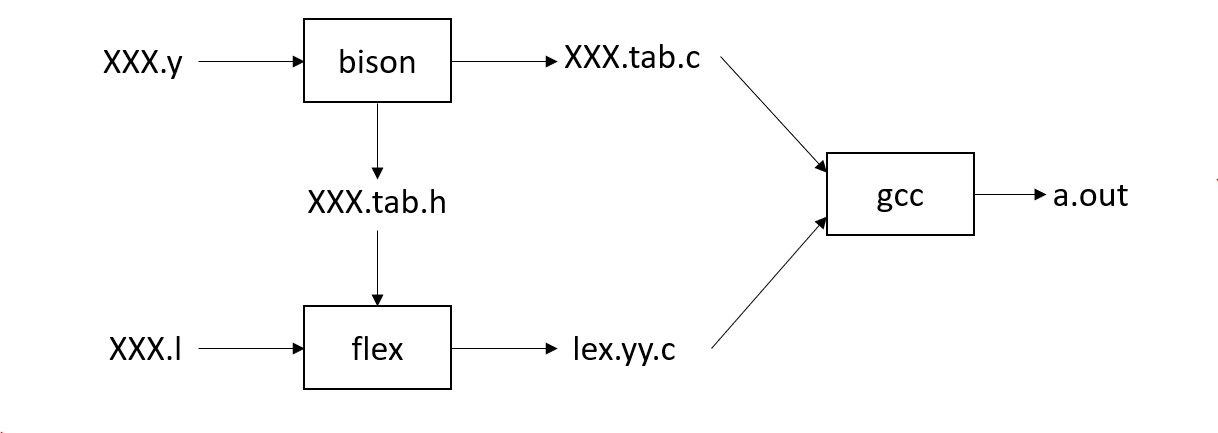 XXX.y
bison
XXX.tab.c
XXX.tab.h
gcc
a.out
XXX.l
flex
lex.yy.c